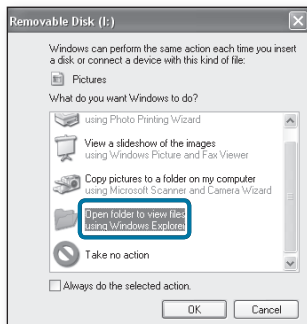 Removable Disk (I:)
Windows can perform the same action each time you insert
a disk or connect a device with this kind of file:
Pictures
What do you want Windows to do?
using Photo Printing Wizard
View a slideshow of the images
using Windows Picture and Fax Viewer
Copy pictures to a folder on my computer
using Microsoft Scanner and Camera Wizard
Open folder to view files
using Windows Explorer
Take no action
Always do the selected action.
OK
Cancel